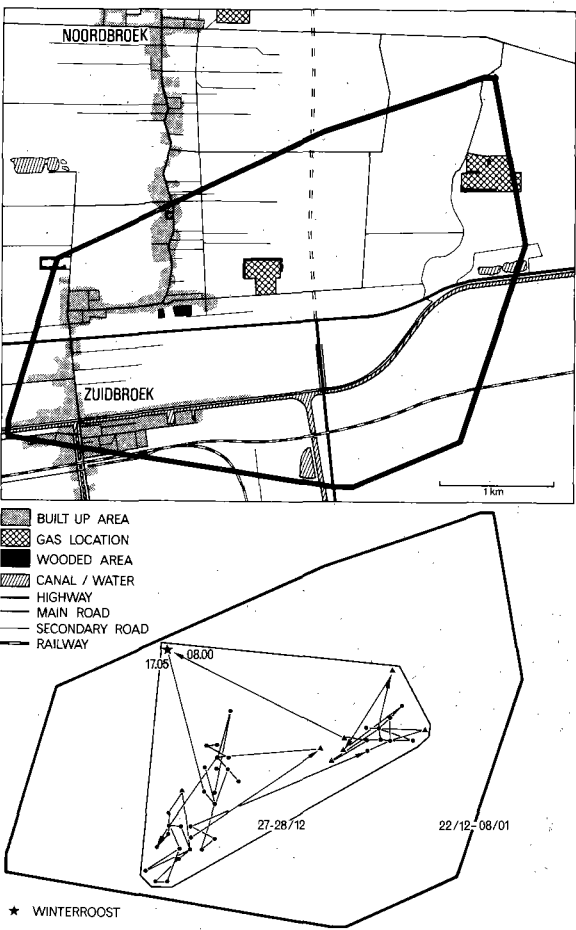 NOORDBROEK
ZUIDBROEK
1 km
BUILT UP AREA
GAS LOCATION
WOODED AREA
CANAL / WATER
HIGHWAY
MAIN ROAD
SECONDARY ROAD
RAILWAY
08.00
17.05
27-28/12
22/12-08/01
★ WINTERROOST